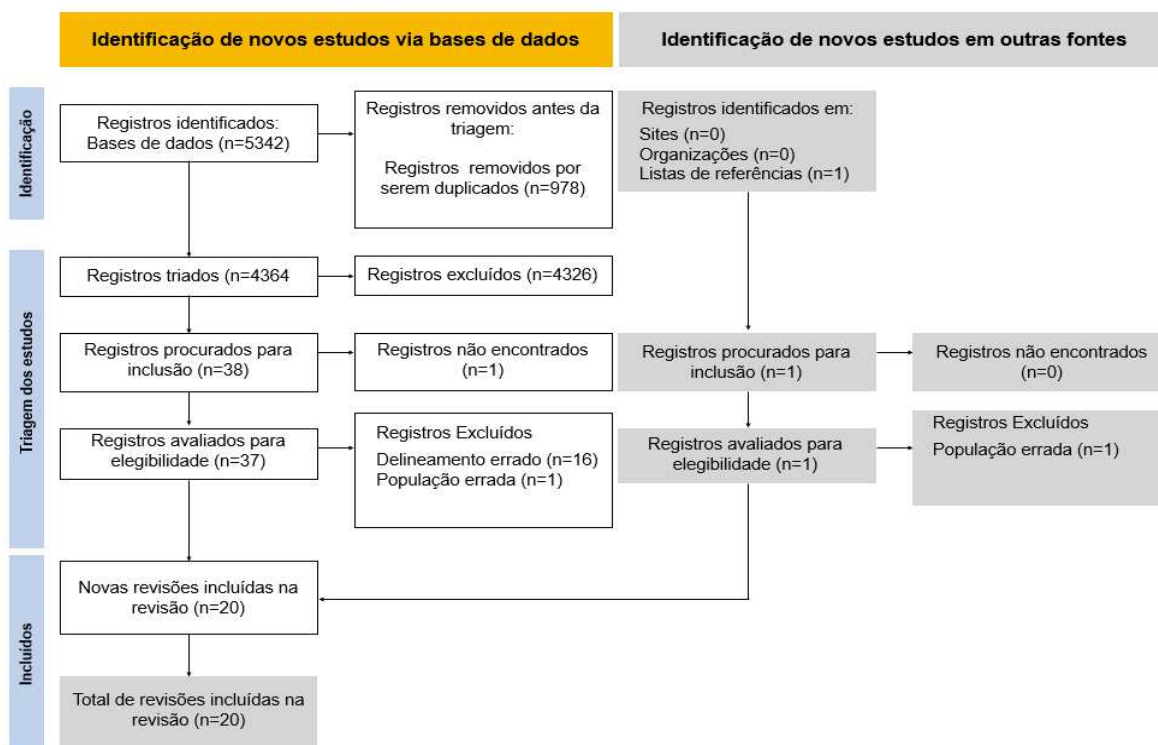 Identificação de novos estudos via bases de dados
Identificação de novos estudos em outras fontes
Identificação
Registros identificados:
Bases de dados (n=5342)
Registros removidos antes da
triagem:
Registros removidos por
serem duplicados (n=978)
Registros identificados em:
Sites (n=0)
Organizações (n=0)
Listas de referências (n=1)
Triagem dos estudos
Registros triados (n=4364
Registros excluídos (n=4326)
Registros procurados para
inclusão (n=38)
Registros não encontrados
(n=1)
Registros procurados para
inclusão (n=1)
Registros não encontrados
(n=0)
Registros avaliados para
elegibilidade (n=37)
Registros Excluídos
Delineamento errado (n=16)
População errada (n=1)
Registros avaliados para
elegibilidade (n=1)
Registros Excluídos
População errada (n=1)
Incluídos
Novas revisões incluídas na
revisão (n=20)
Total de revisões incluídas na
revisão (n=20)